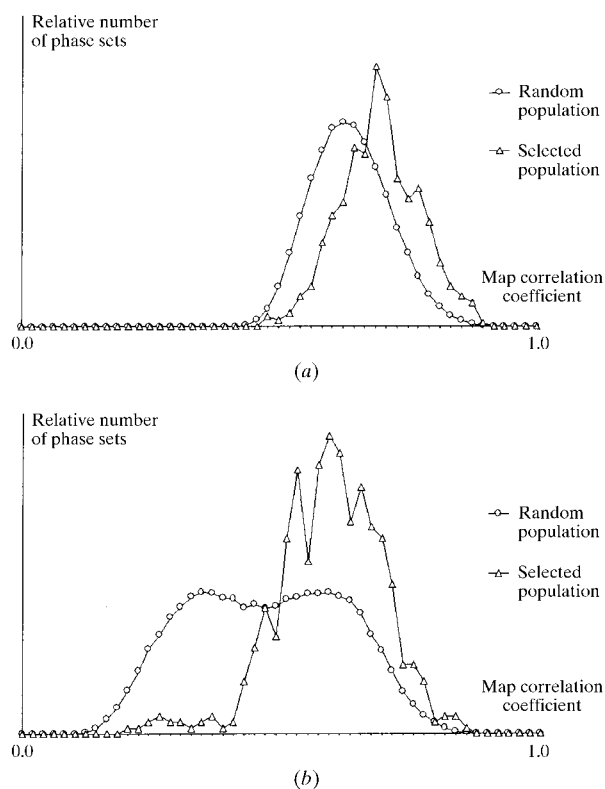 Relative number
of phase sets
Random
population
Selected
population
Map correlation
coefficient
0.0
1.0
(a)
Relative number
of phase sets
Random
population
Selected
population
Map correlation
coefficient
0.0
1.0
(b)